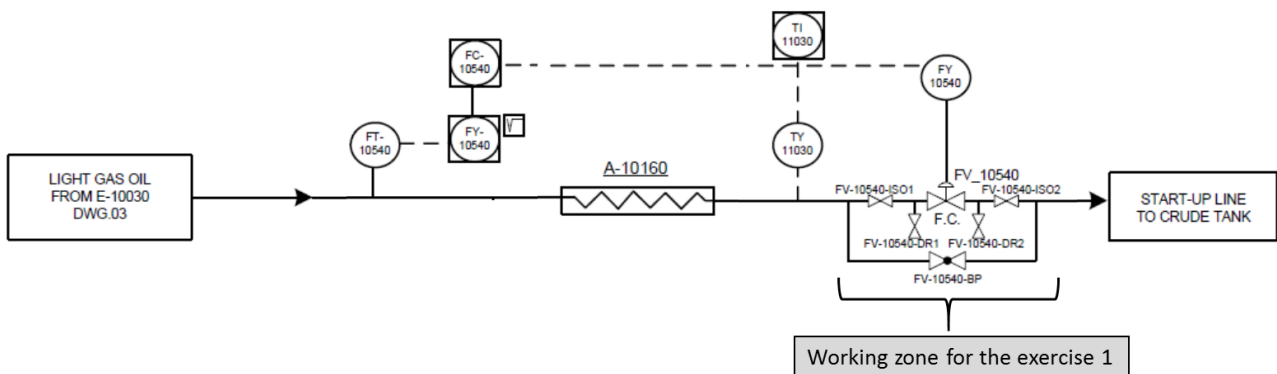 TI
11030
FC-
10540
FY
10540
FT-
10540
FY-
10540
√
TY
11030
LIGHT GAS OIL
FROM E-10030
DWG.03
A-10160
FV_10540
FV-10540-ISO1
FV-10540-ISO2
F.C.
START-UP LINE
TO CRUDE TANK
FV-10540-DR1
FV-10540-DR2
FV-10540-BP
Working zone for the exercise 1